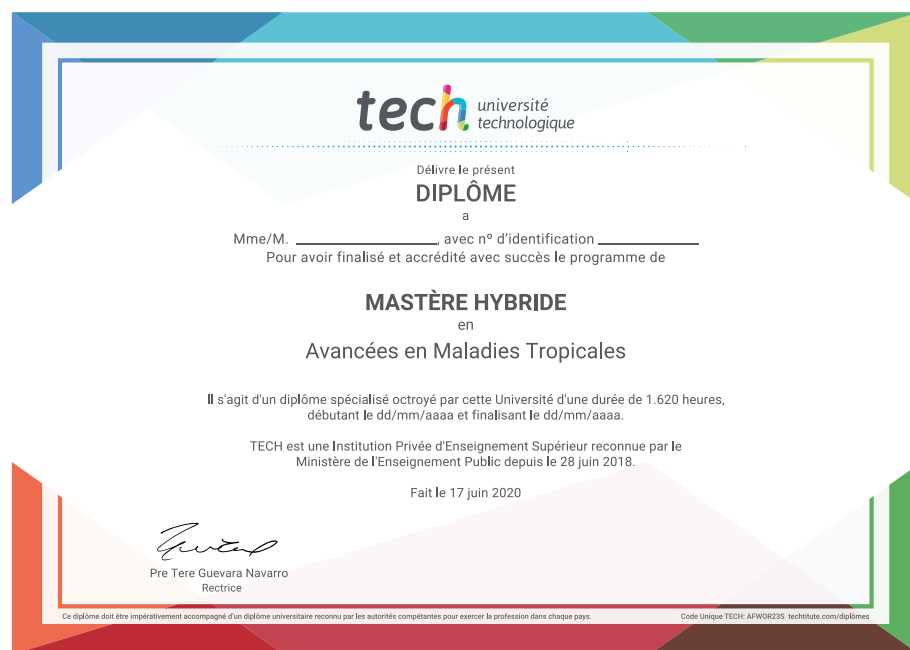 tech université
technologique
Délivre le présent
DIPLÔME
a
Mme/M. ____________________, avec nº d'identification ______________
Pour avoir finalisé et accrédité avec succès le programme de
MASTÈRE HYBRIDE
en
Avancées en Maladies Tropicales
Il s'agit d'un diplôme spécialisé octroyé par cette Université d'une durée de 1.620 heures,
débutant le dd/mm/aaaa et finalisant le dd/mm/aaaa.
TECH est une Institution Privée d'Enseignement Supérieur reconnue par le
Ministère de l'Enseignement Public depuis le 28 juin 2018.
Fait le 17 juin 2020
Pre Tere Guevara Navarro
Rectrice
Ce diplôme doit être impérativement accompagné d'un diplôme universitaire reconnu par les autorités compétentes pour exercer la profession dans chaque pays.
Code Unique TECH: AFWOR23S techtitute.com/diplômes